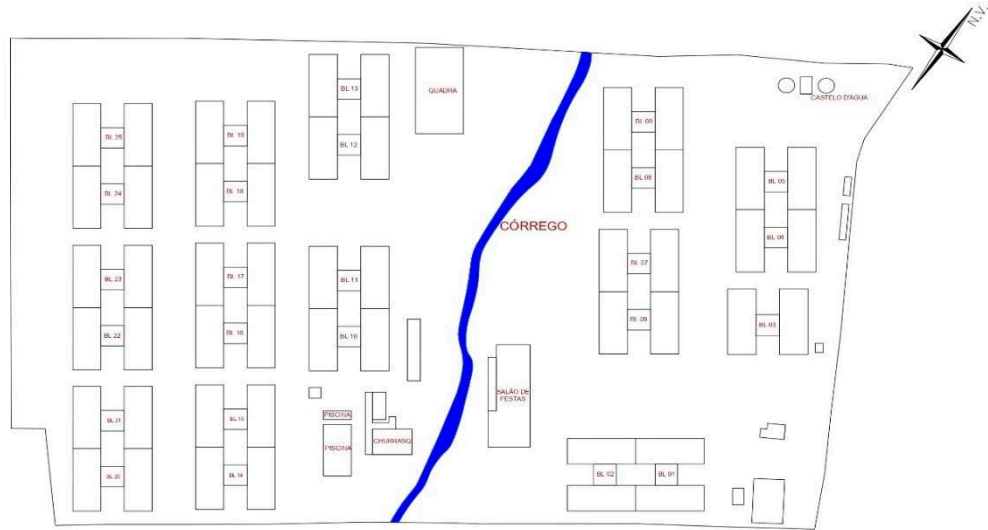 N.V.
BL 13
QUADRA
CASTELO D'ÁGUA
BL 25
BL 19
BL 12
BL 09
BL 24
BL 18
BL 06
BL 05
CÓRREGO
BL 06
BL 23
BL 17
BL 11
BL 07
BL 22
BL 16
BL 10
BL 08
BL 03
PISCINA
SALÃO DE
FESTAS
BL 21
BL 15
PISCINA
CHURRASQ.
BL 20
BL 14
BL 02
BL 01